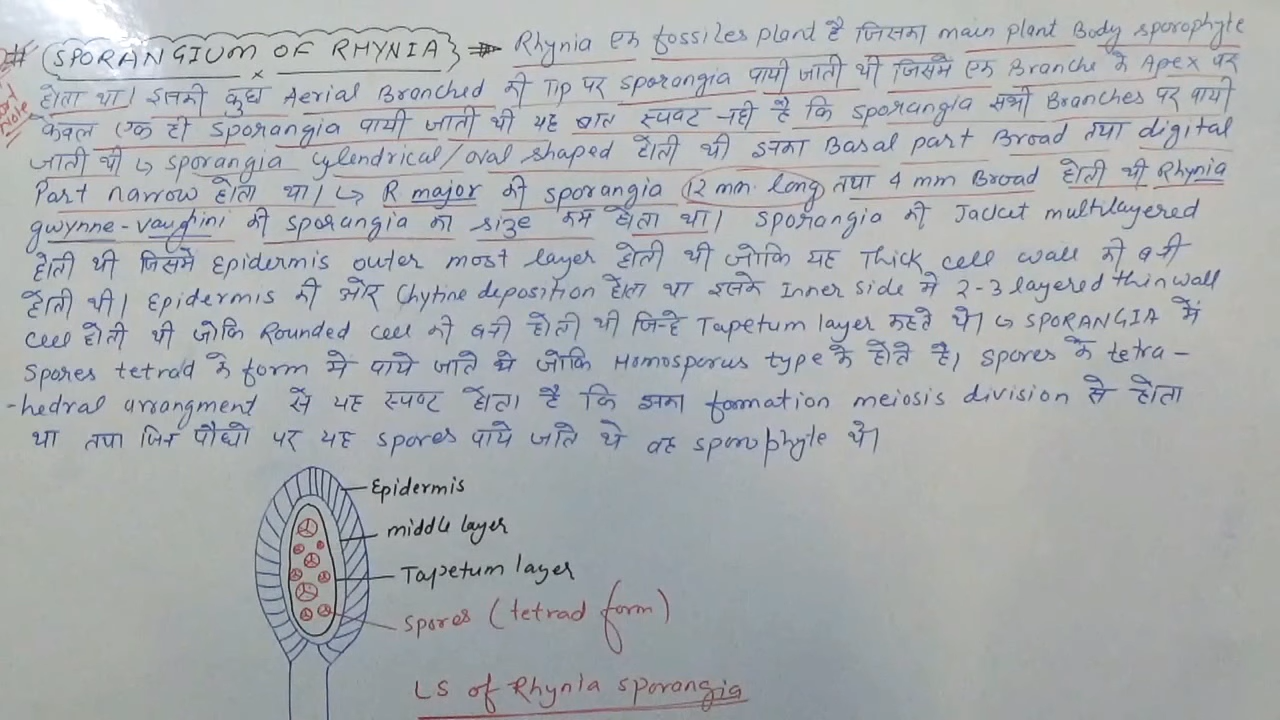 # SPORANGIUM OF RHYNIA → Rhynia एक fossiles plant है जिसका main plant Body sporophyte
होता था। इसकी कुछ Aerial Branched की Tip पर sporangia पायी जाती थी जिसमे एक Branche के Apex पर
केवल एक ही sporangia पायी जाती थी यह बात स्पष्ट नही है कि sporangia सभी Branches पर पायी
जाती थी ↳ sporangia cylendrical/oval shaped होती थी इनका Basal part Broad तथा digital
Part narrow होता था। ↳ R major की sporangia 12 mm. long तथा 4 mm Broad होती थी Rhynia
gwynne-vaughini की sporangia का size कम होता था। sporangia की Jacket multilayered
होती थी जिसमे Epidermis outer most layer होती थी जोकि यह Thick cell wall की बनी
होती थी। Epidermis की ओर Chytine deposition होता था इसके Inner side मे 2-3 layered thin wall
cell होती थी जोकि Rounded cell की बनी होती थी जिन्हे Tapetum layer कहते थे। ↳ SPORANGIA में
spores tetrad के form मे पाये जाते थे जोकि Homosporus type के होते है। spores के tetra-
-hedral arrangment से यह स्पष्ट होता है कि इनका formation meiosis division से होता
था तथा जिन पौधो पर यह spores पाये जाते थे वह sporophyte थे।
Epidermis
middle layer
Tapetum layer
spores (tetrad form)
LS of Rhynia sporangia